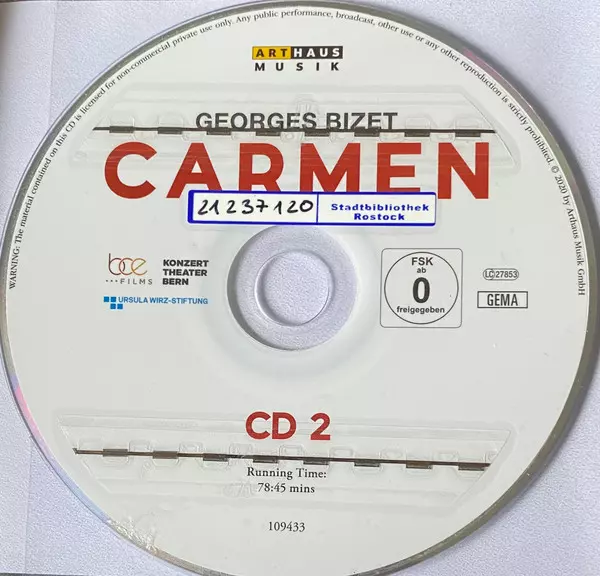 WARNING: The material contained on this CD is licensed for non-commercial private use only. Any public performance, broadcast, other use or any other reproduction is strictly prohibited. © 2020 by Arthaus Musik GmbH
ARTHAUS
MUSIK
GEORGES BIZET
CARMEN
21 237 120
Stadtbibliothek
Rostock
bce
FILMS
KONZERT
THEATER
BERN
URSULA WIRZ-STIFTUNG
FSK
ab
0
freigegeben
LC 27853
GEMA
CD 2
Running Time:
78:45 mins
109433